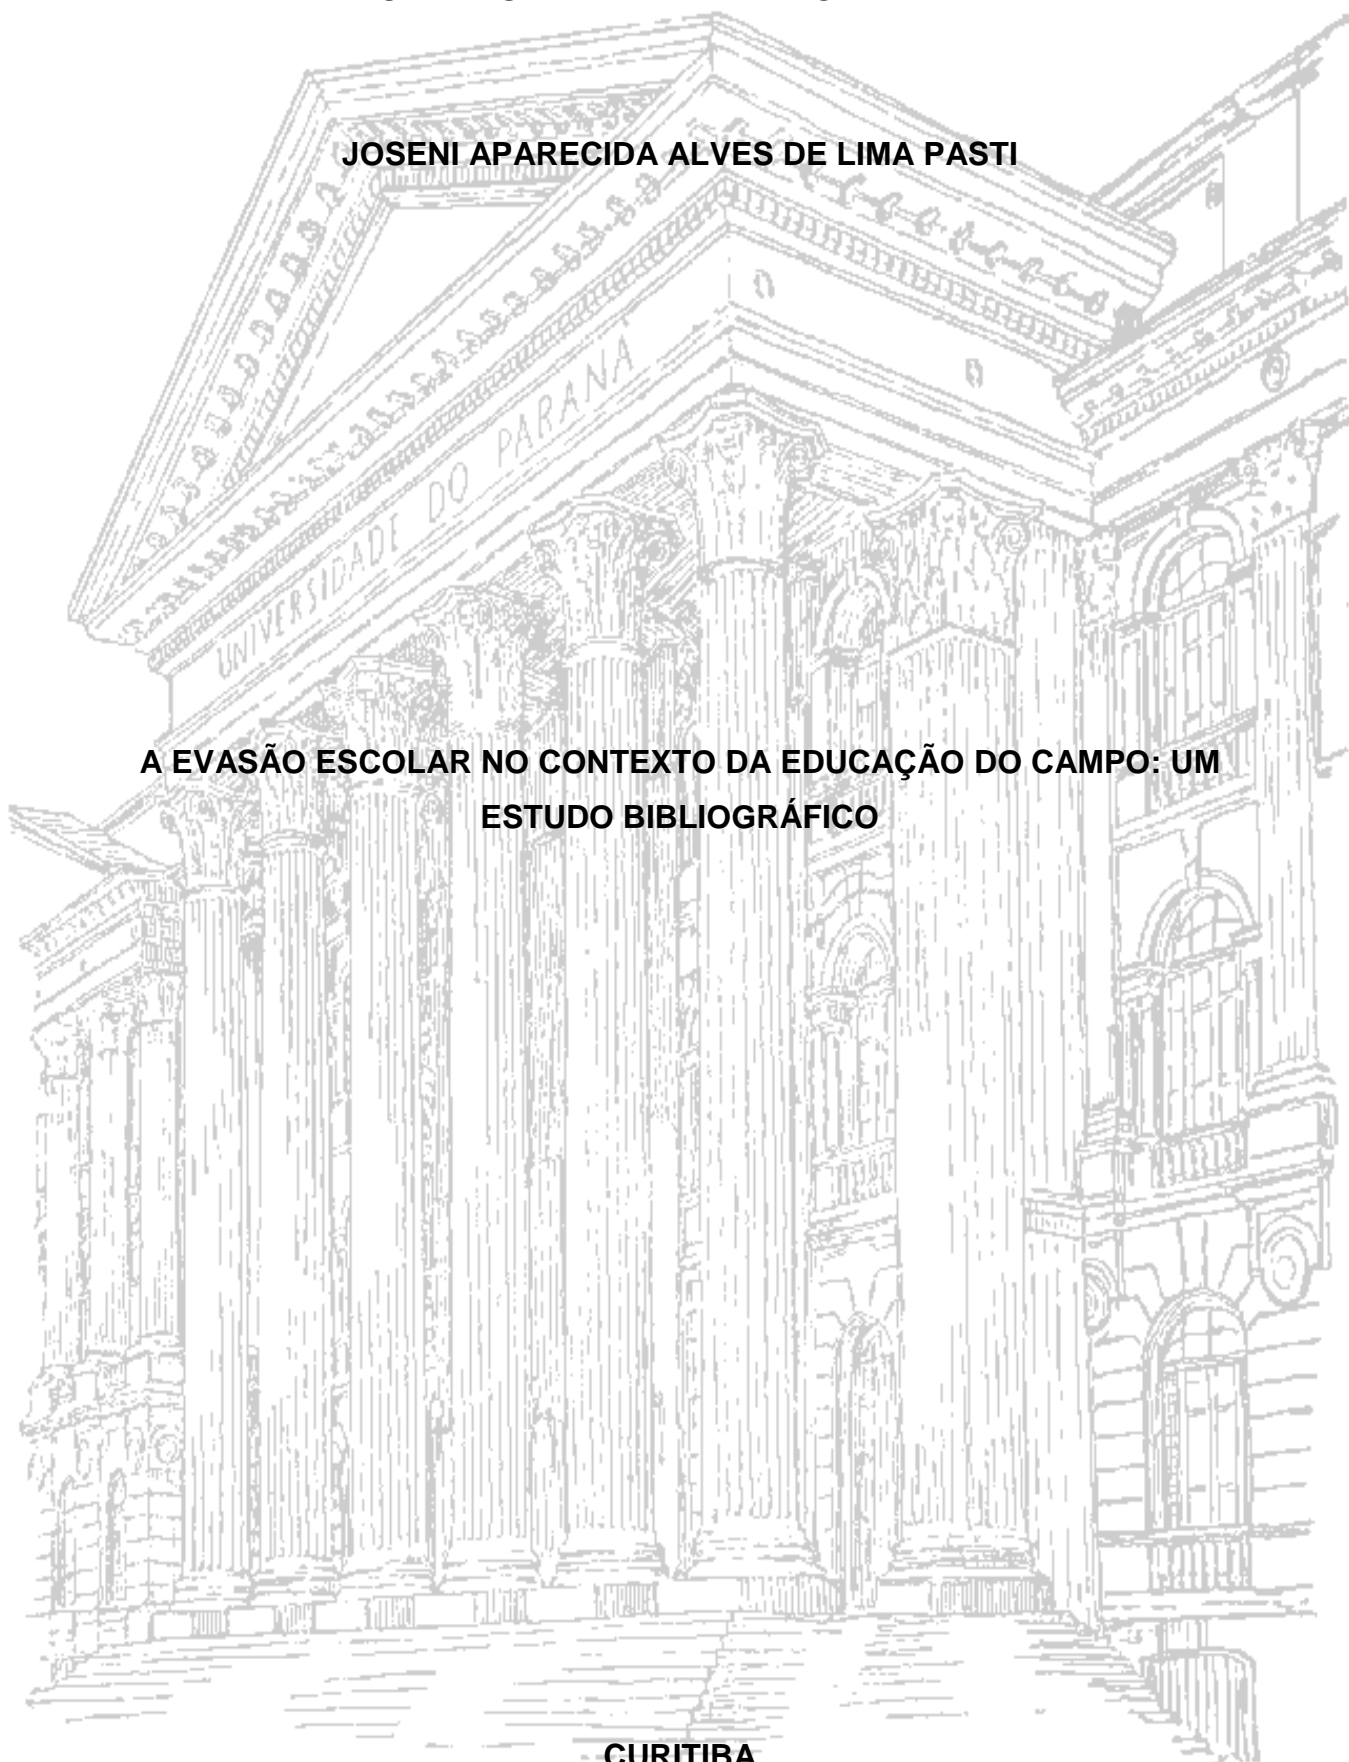 JOSENI APARECIDA ALVES DE LIMA PASTI
UNIVERSIDADE DO PARANÁ
A EVASÃO ESCOLAR NO CONTEXTO DA EDUCAÇÃO DO CAMPO: UM
ESTUDO BIBLIOGRÁFICO
CURITIBA